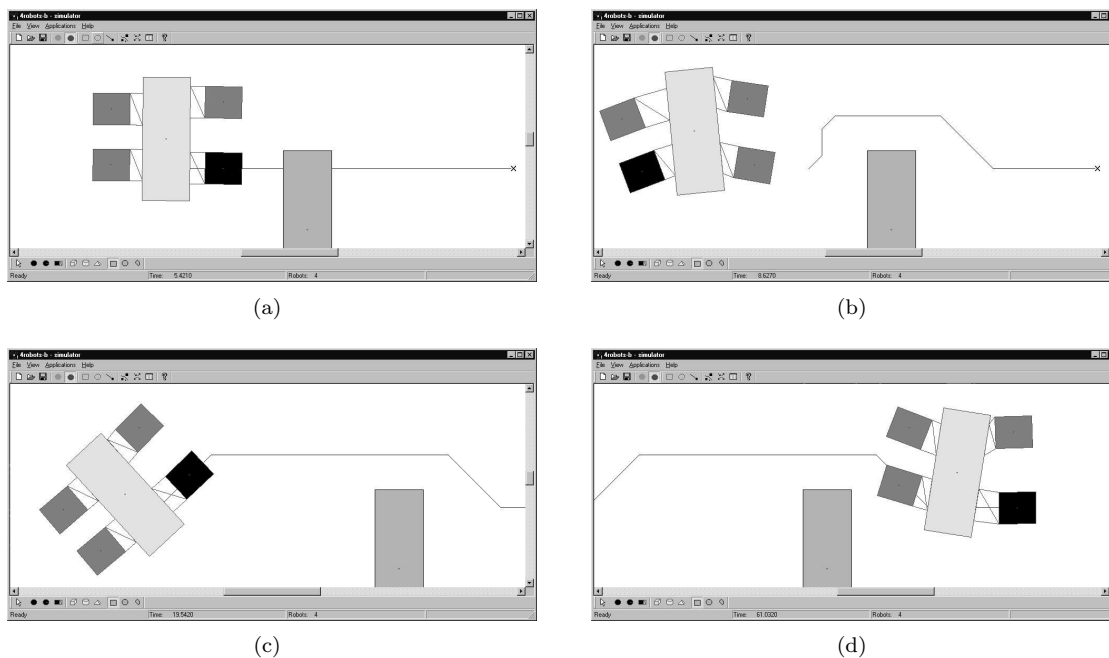 4robots-b - simulator
File View Applications Help
Ready Time: 5.4210 Robots: 4
(a)
4robots-b - simulator
File View Applications Help
Ready Time: 8.6270 Robots: 4
(b)
4robots-b - simulator
File View Applications Help
Ready Time: 19.5420 Robots: 4
(c)
4robots-b - simulator
File View Applications Help
Ready Time: 61.0320 Robots: 4
(d)